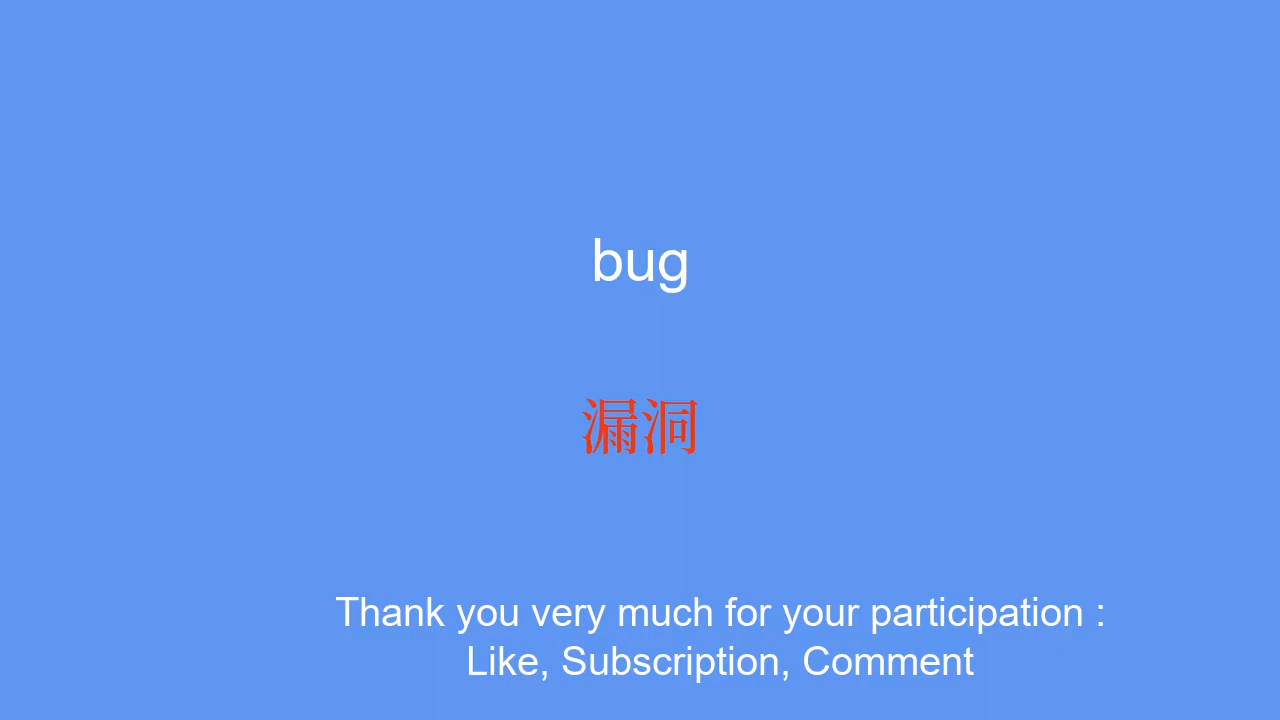 bug
漏洞
Thank you very much for your participation :
Like, Subscription, Comment